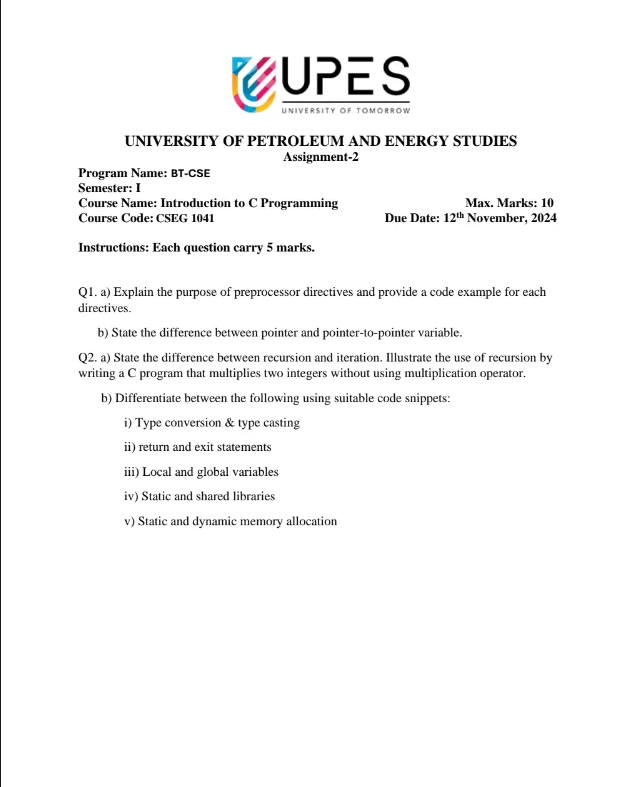 UPES
UNIVERSITY OF TOMORROW
UNIVERSITY OF PETROLEUM AND ENERGY STUDIES
Assignment-2
Program Name: BT-CSE
Semester: I
Course Name: Introduction to C Programming Max. Marks: 10
Course Code: CSEG 1041 Due Date: 12th November, 2024
Instructions: Each question carry 5 marks.
Q1. a) Explain the purpose of preprocessor directives and provide a code example for each
directives.
b) State the difference between pointer and pointer-to-pointer variable.
Q2. a) State the difference between recursion and iteration. Illustrate the use of recursion by
writing a C program that multiplies two integers without using multiplication operator.
b) Differentiate between the following using suitable code snippets:
i) Type conversion & type casting
ii) return and exit statements
iii) Local and global variables
iv) Static and shared libraries
v) Static and dynamic memory allocation